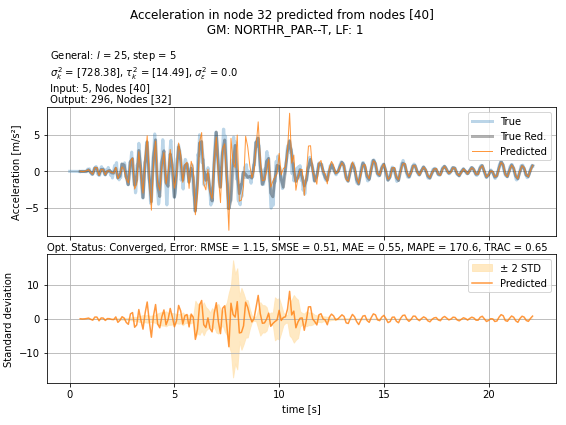 Acceleration in node 32 predicted from nodes [40]
GM: NORTHR_PAR--T, LF: 1
General: l = 25, step = 5
σ²ₖ = [728.38], τ²ₖ = [14.49], σ²ε = 0.0
Input: 5, Nodes [40]
Output: 296, Nodes [32]
Acceleration [m/s²]
5
0
−5
True
True Red.
Predicted
Opt. Status: Converged, Error: RMSE = 1.15, SMSE = 0.51, MAE = 0.55, MAPE = 170.6, TRAC = 0.65
Standard deviation
10
0
−10
± 2 STD
Predicted
0 5 10 15 20
time [s]